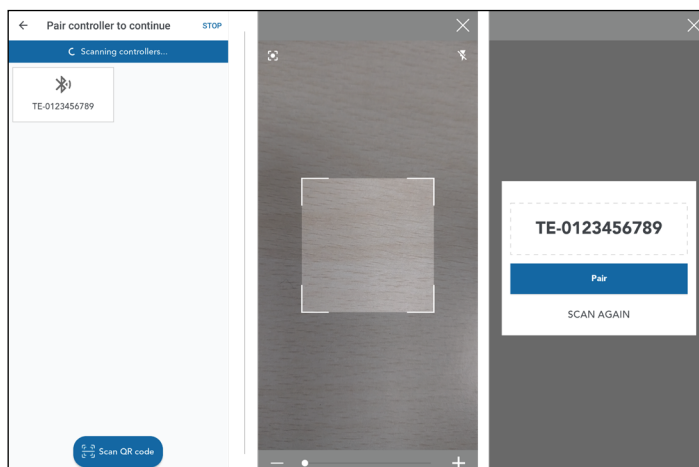 Pair controller to continue
STOP
Scanning controllers...
TE-0123456789
Scan QR code
TE-0123456789
Pair
SCAN AGAIN